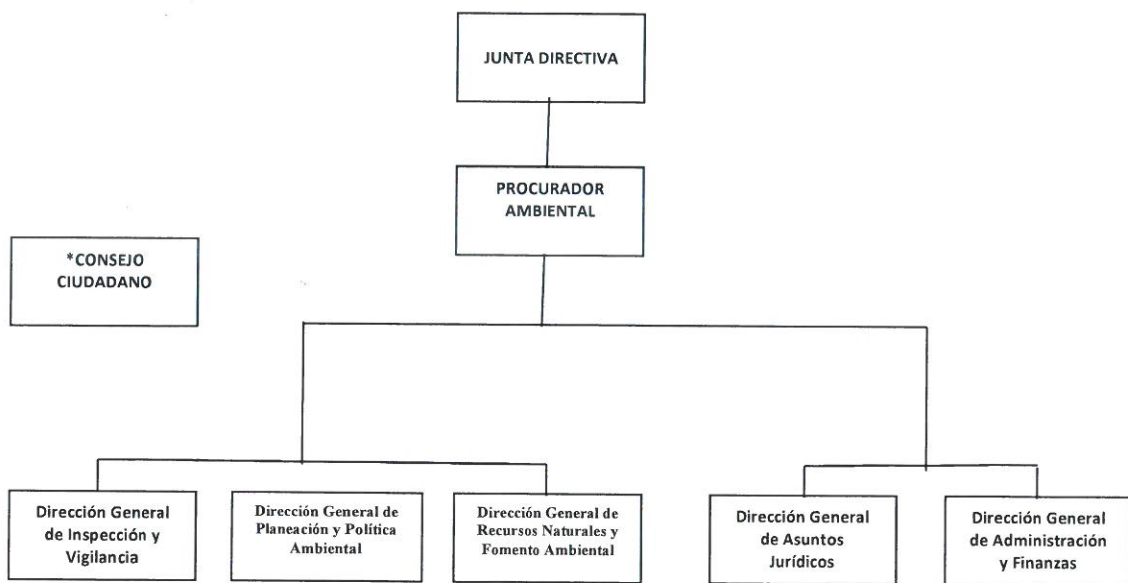 JUNTA DIRECTIVA
PROCURADOR
AMBIENTAL
*CONSEJO
CIUDADANO
Dirección General
de Inspección y
Vigilancia
Dirección General de
Planeación y Política
Ambiental
Dirección General de
Recursos Naturales y
Fomento Ambiental
Dirección General
de Asuntos
Jurídicos
Dirección General
de Administración
y Finanzas